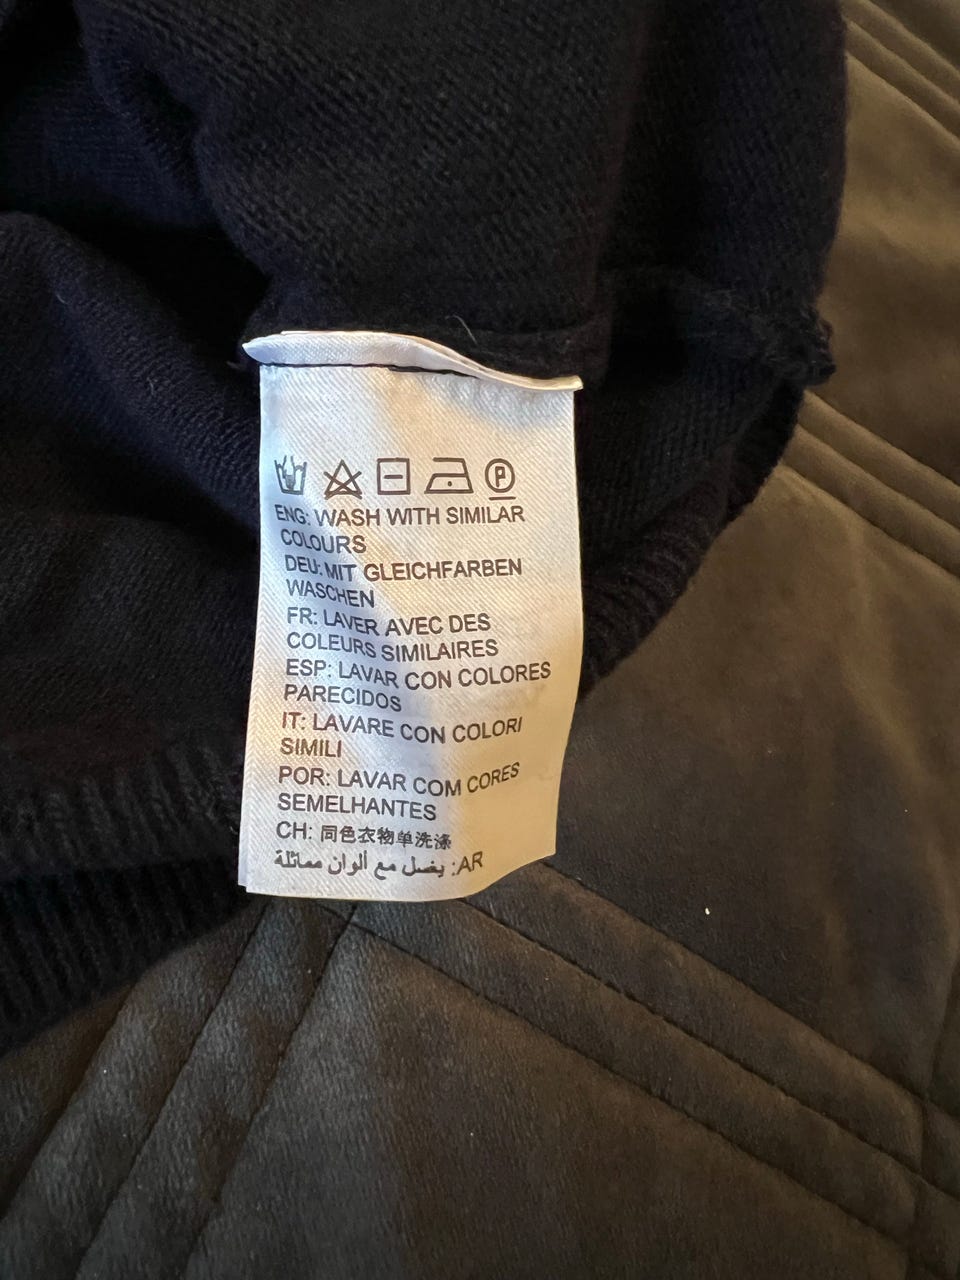 P
ENG: WASH WITH SIMILAR
COLOURS
DEU: MIT GLEICHFARBEN
WASCHEN
FR: LAVER AVEC DES
COLEURS SIMILAIRES
ESP: LAVAR CON COLORES
PARECIDOS
IT: LAVARE CON COLORI
SIMILI
POR: LAVAR COM CORES
SEMELHANTES
CH: 同色衣物单洗涤
AR: يغسل مع ألوان مماثلة